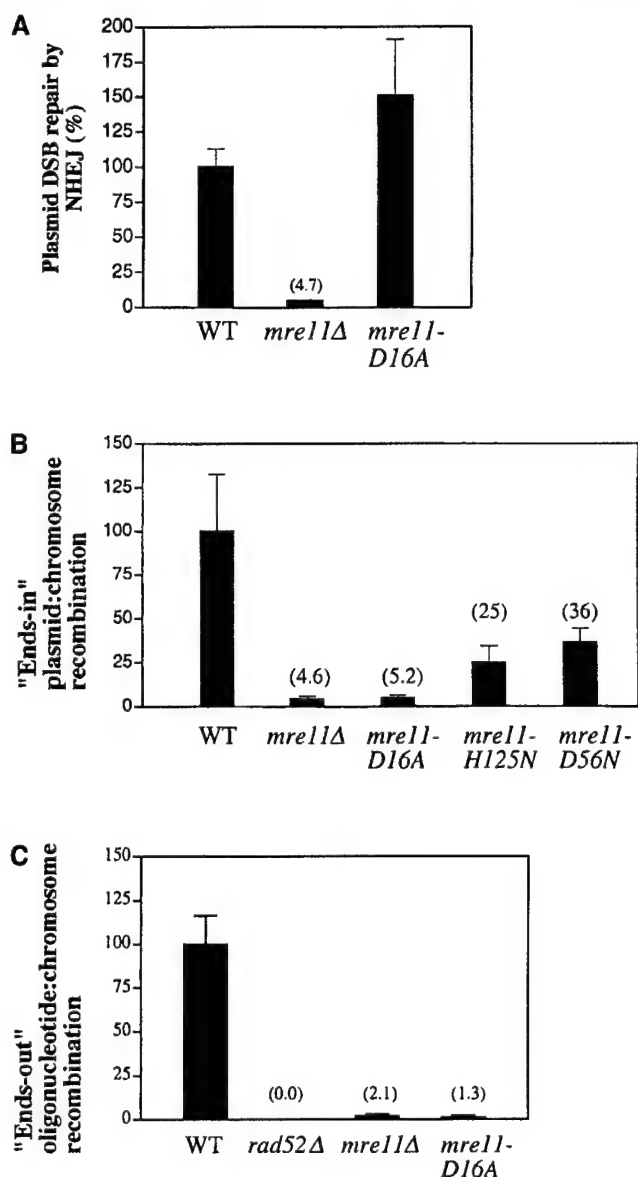 A
Plasmid DSB repair by
NHEJ (%)
200
175
150
125
100
75
50
25
0
(4.7)
WT mre11Δ mre11-
D16A
B
"Ends-in"
plasmid:chromosome
recombination
150
125
100
75
50
25
0
(4.6) (5.2) (25) (36)
WT mre11Δ mre11- mre11- mre11-
D16A H125N D56N
C
"Ends-out"
oligonucleotide:chromosome
recombination
150
125
100
75
50
25
0
(0.0) (2.1) (1.3)
WT rad52Δ mre11Δ mre11-
D16A